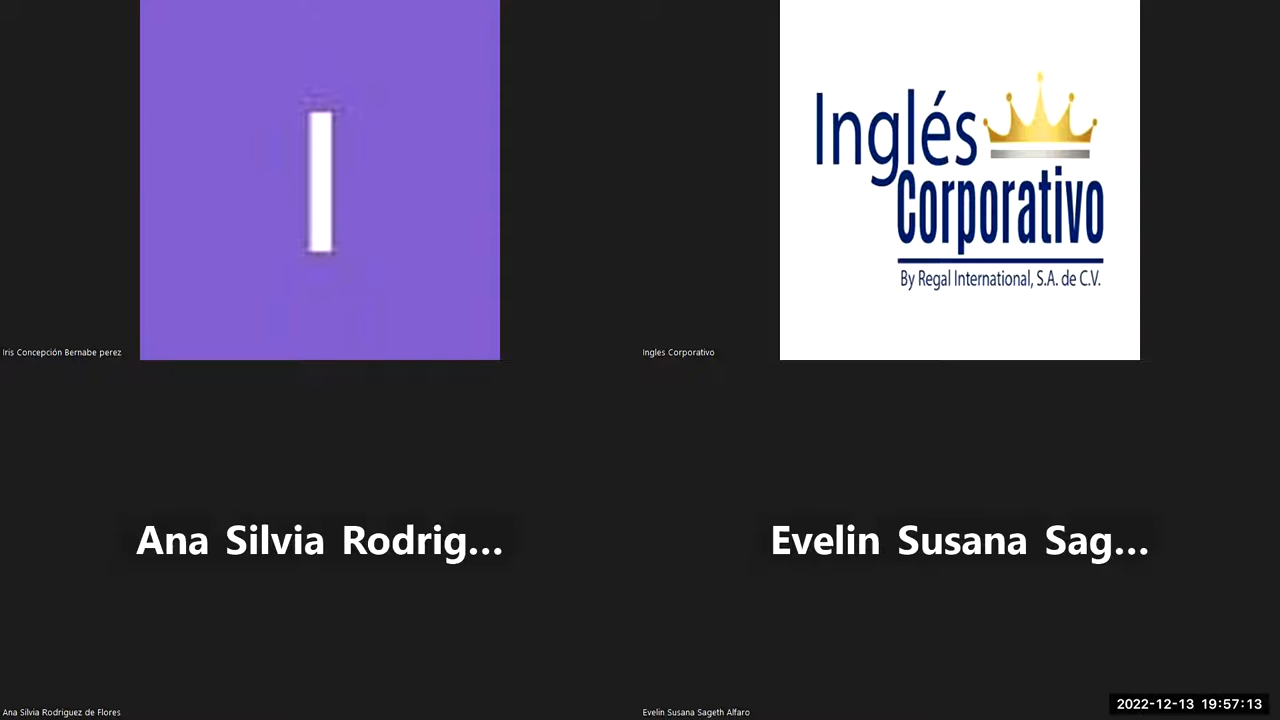 I
Iris Concepción Bernabe perez
Inglés
Corporativo
By Regal International, S.A. de C.V.
Ingles Corporativo
Ana Silvia Rodrig...
Ana Silvia Rodriguez de Flores
Evelin Susana Sag...
Evelin Susana Sageth Alfaro
2022-12-13 19:57:13